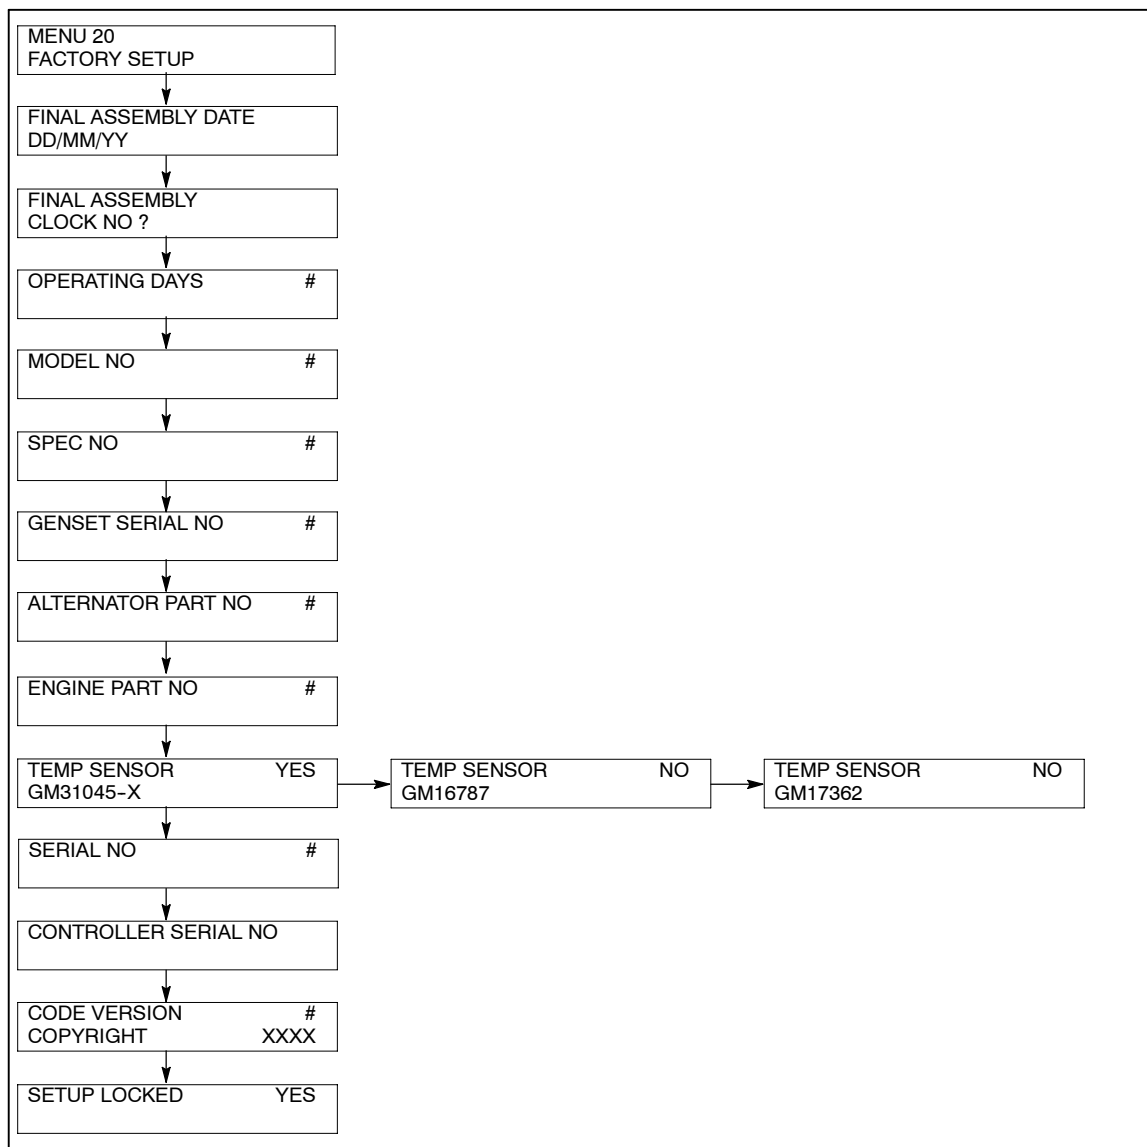 MENU 20
FACTORY SETUP
FINAL ASSEMBLY DATE
DD/MM/YY
FINAL ASSEMBLY
CLOCK NO ?
OPERATING DAYS #
MODEL NO #
SPEC NO #
GENSET SERIAL NO #
ALTERNATOR PART NO #
ENGINE PART NO #
TEMP SENSOR YES
GM31045-X
TEMP SENSOR NO
GM16787
TEMP SENSOR NO
GM17362
SERIAL NO #
CONTROLLER SERIAL NO
CODE VERSION #
COPYRIGHT XXXX
SETUP LOCKED YES